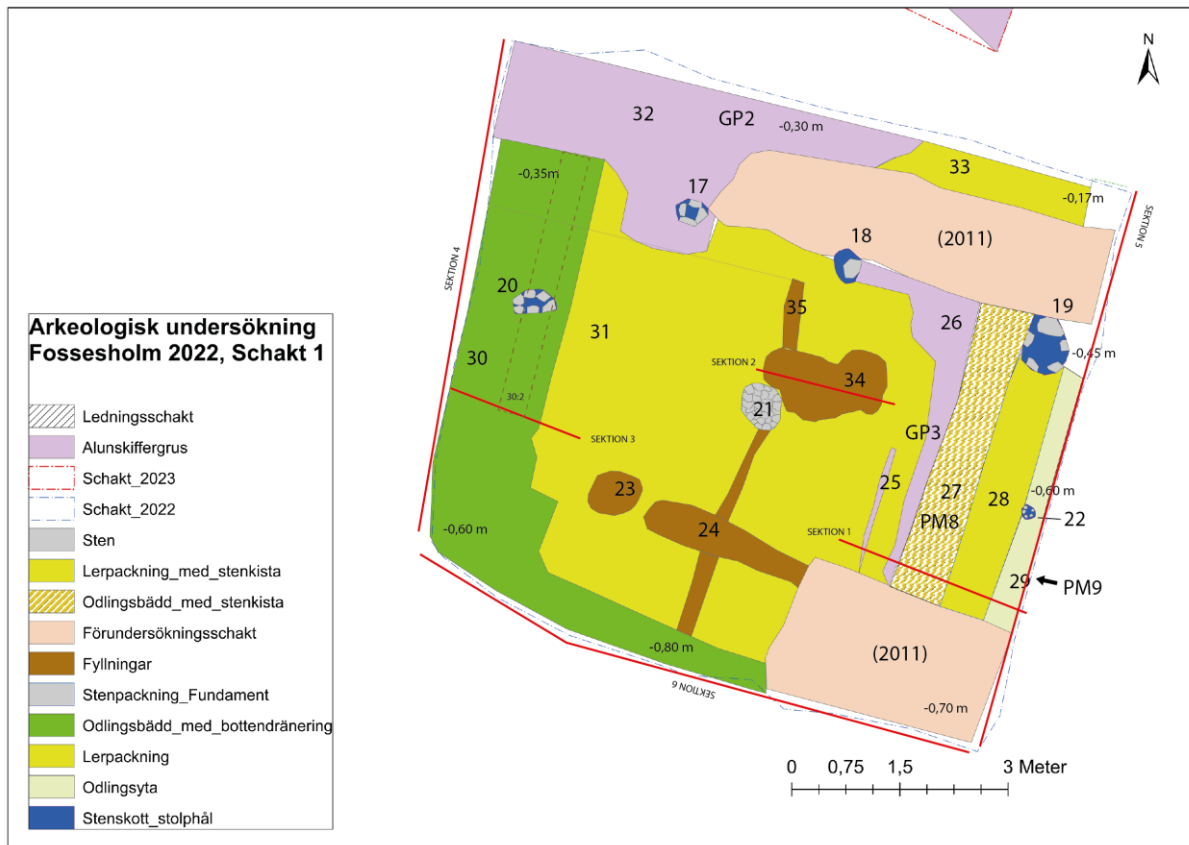 N
32
GP2
-0,30 m
33
-0,35m
17
-0,17m
SEKTION 5
18
(2011)
SEKTION 4
20
35
26
19
31
-0,45 m
30
SEKTION 2
34
30:2
21
GP3
SEKTION 3
25
23
27
28
-0,60 m
PM8
22
24
SEKTION 1
-0,60 m
29
PM9
-0,80 m
(2011)
SEKTION 6
-0,70 m
0 0,75 1,5 3 Meter
Arkeologisk undersökning
Fossesholm 2022, Schakt 1
Ledningsschakt
Alunskiffergrus
Schakt_2023
Schakt_2022
Sten
Lerpackning_med_stenkista
Odlingsbädd_med_stenkista
Förundersökningsschakt
Fyllningar
Stenpackning_Fundament
Odlingsbädd_med_bottendränering
Lerpackning
Odlingsyta
Stenskott_stolphål